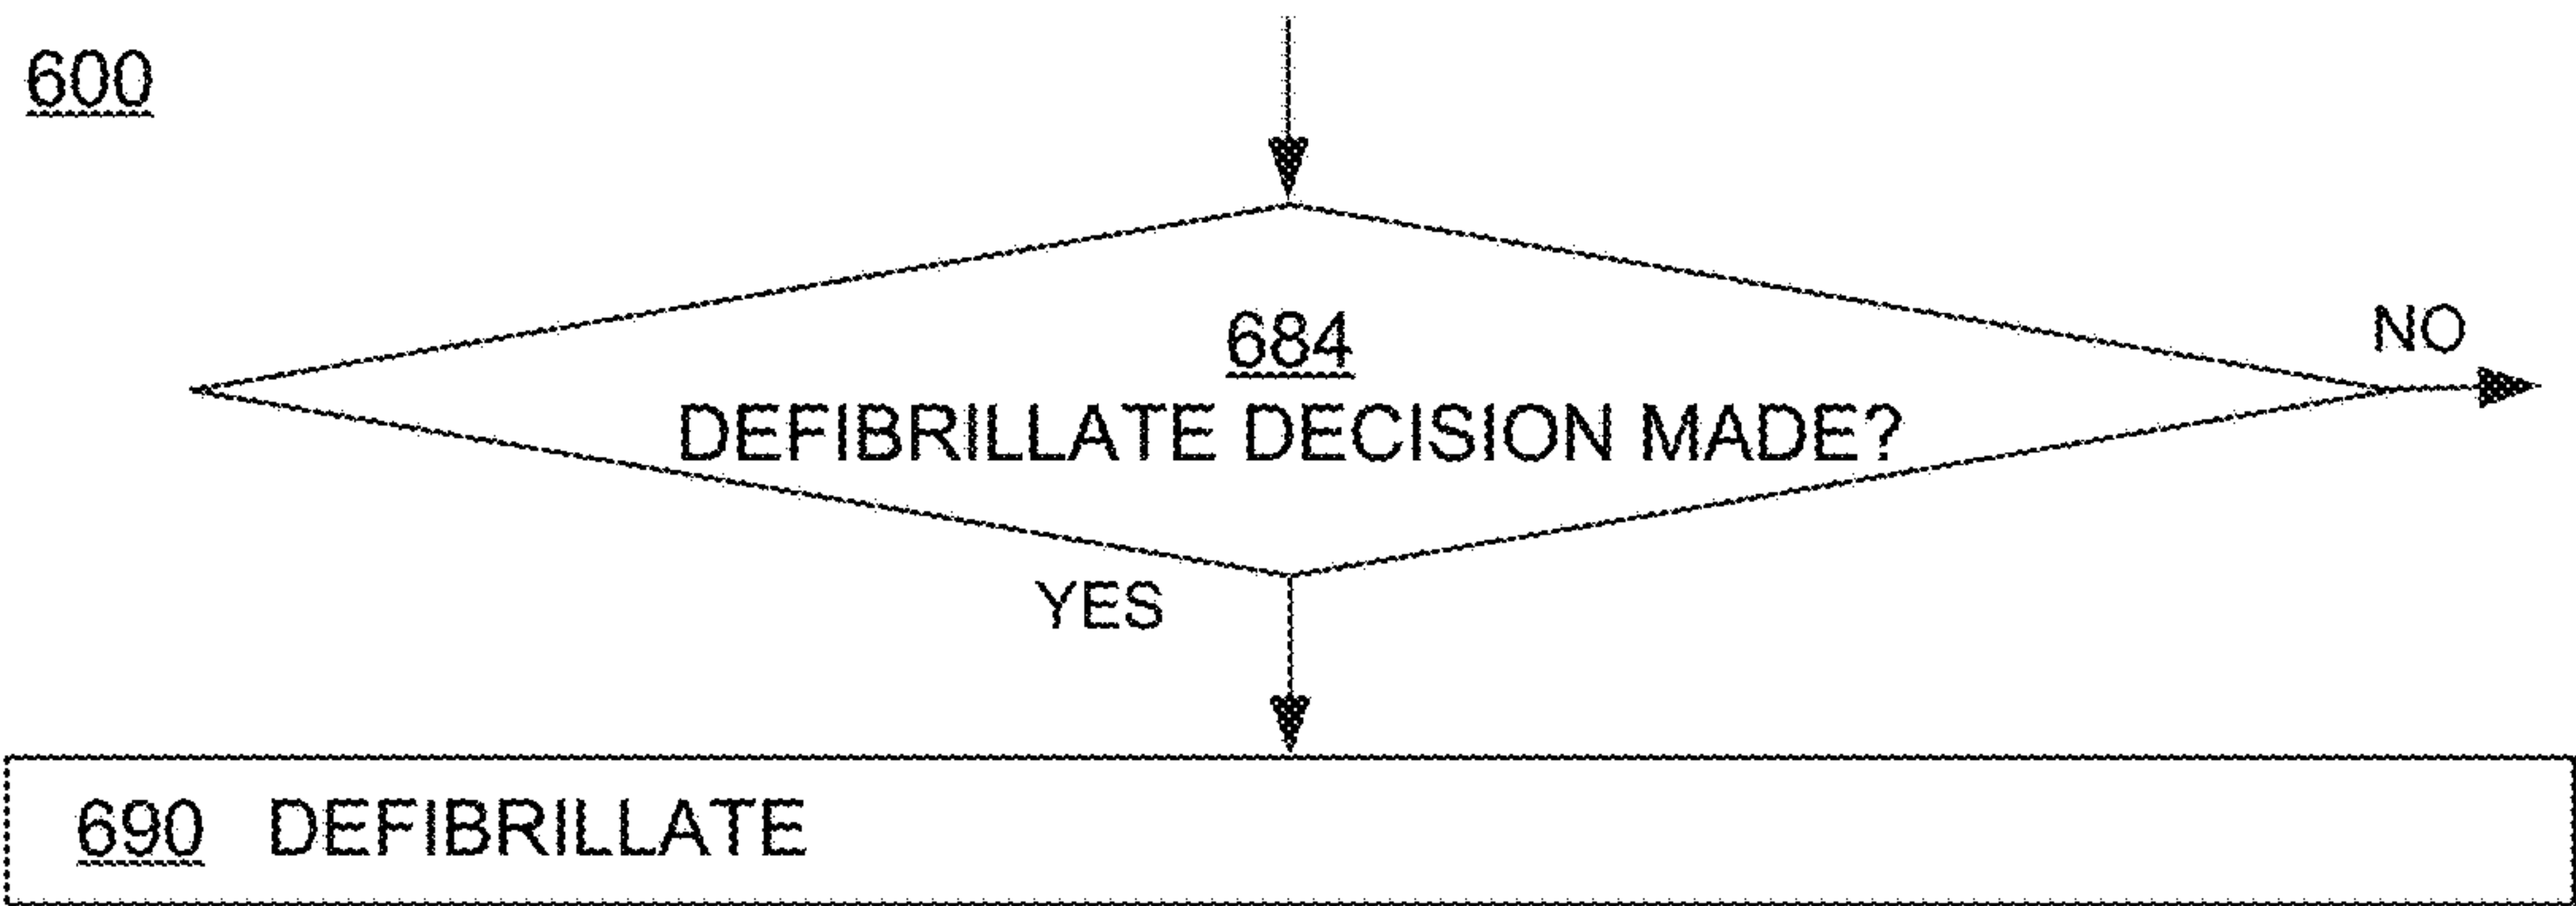 600
684
NO
DEFIBRILLATE DECISION MADE?
YES
690 DEFIBRILLATE